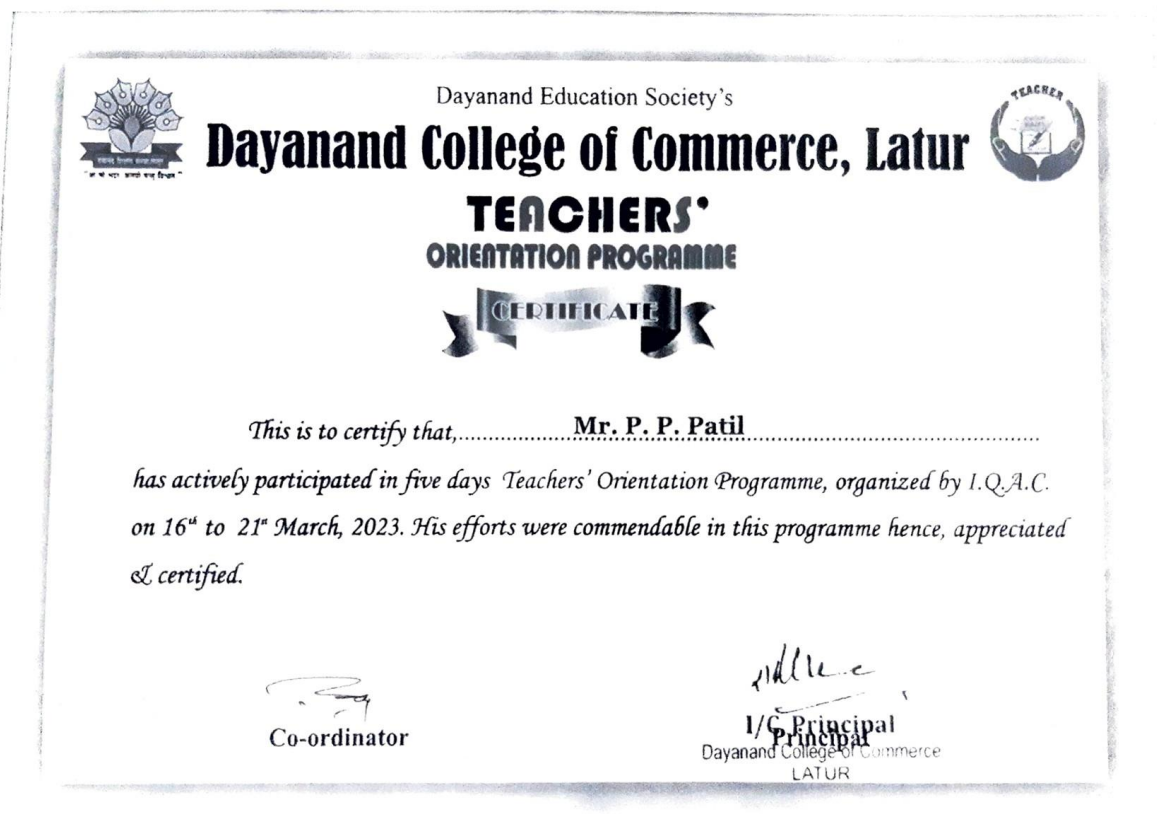 Dayanand Education Society's
Dayanand College of Commerce, Latur
TEACHER
TEACHERS'
ORIENTATION PROGRAMME
CERTIFICATE
This is to certify that,..................Mr. P. P. Patil..........................................
has actively participated in five days Teachers' Orientation Programme, organized by I.Q.A.C.
on 16th to 21st March, 2023. His efforts were commendable in this programme hence, appreciated
& certified.
Co-ordinator
I/C Principal
Principal
Dayanand College of Commerce
LATUR